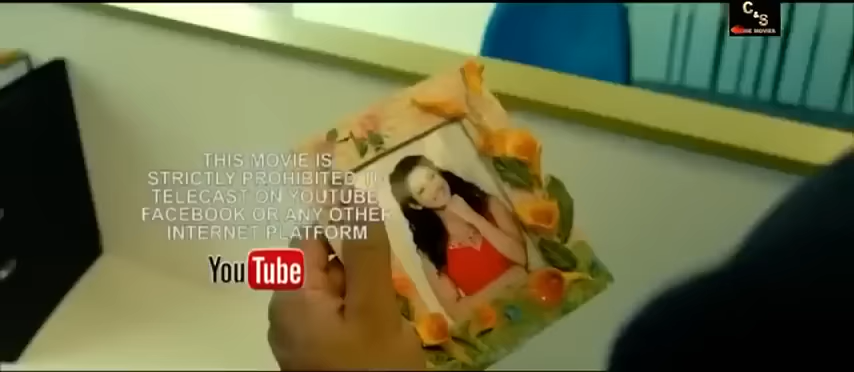 C&S
THIS MOVIE IS
STRICTLY PROHIBITED
TELECAST ON YOUTUBE
FACEBOOK OR ANY OTHER
INTERNET PLATFORM
YouTube